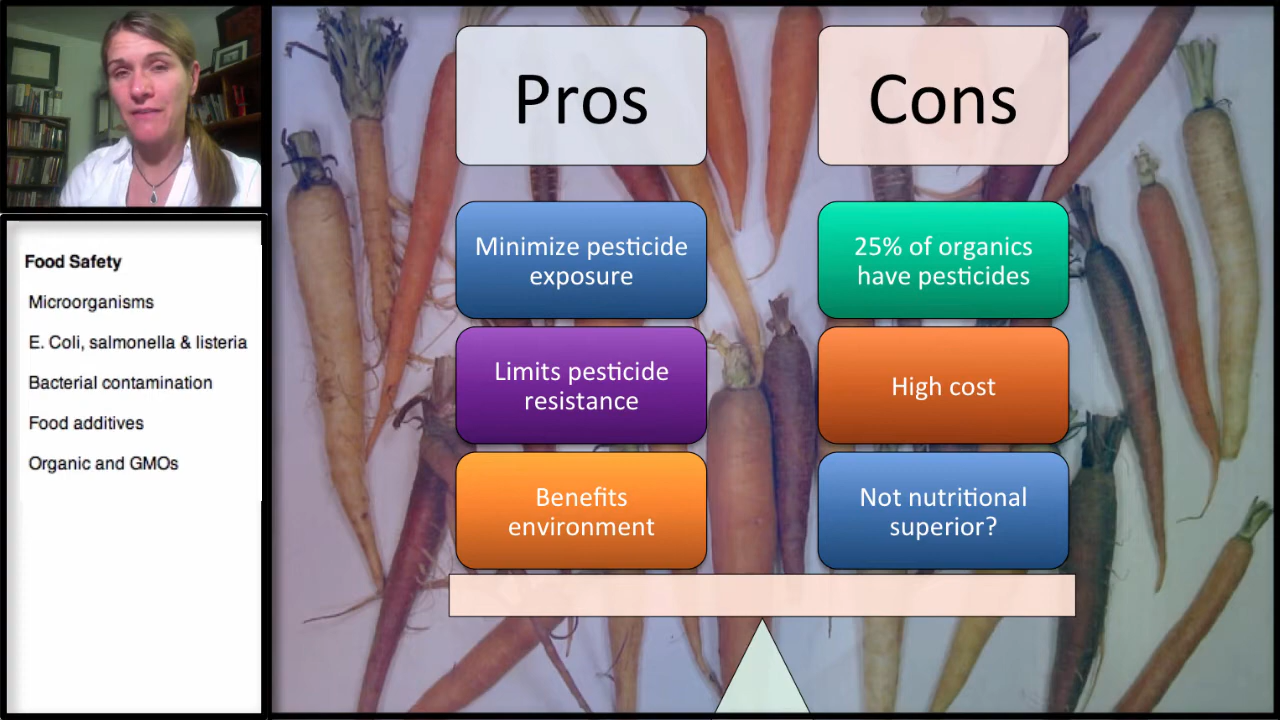 Food Safety
Microorganisms
E. Coli, salmonella & listeria
Bacterial contamination
Food additives
Organic and GMOs
Pros
Cons
Minimize pesticide
exposure
25% of organics
have pesticides
Limits pesticide
resistance
High cost
Benefits
environment
Not nutritional
superior?